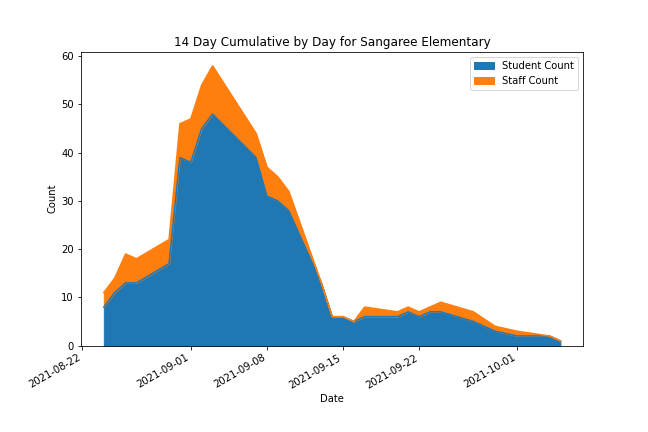 14 Day Cumulative by Day for Sangaree Elementary
Student Count
Staff Count
60
50
40
30
20
10
0
Count
2021-08-22
2021-09-01
2021-09-08
2021-09-15
2021-09-22
2021-10-01
Date